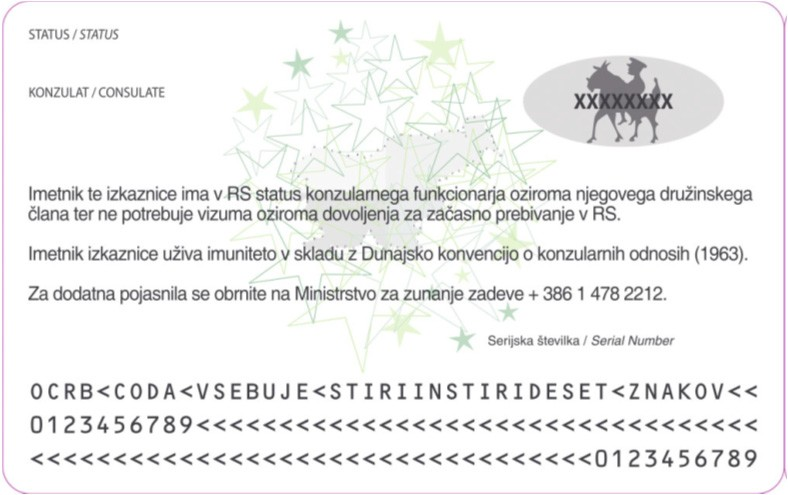 STATUS / STATUS
KONZULAT / CONSULATE
XXXXXXXX
Imetnik te izkaznice ima v RS status konzularnega funkcionarja oziroma njegovega družinskega
člana ter ne potrebuje vizuma oziroma dovoljenja za začasno prebivanje v RS.
Imetnik izkaznice uživa imuniteto v skladu z Dunajsko konvencijo o konzularnih odnosih (1963).
Za dodatna pojasnila se obrnite na Ministrstvo za zunanje zadeve + 386 1 478 2212.
Serijska številka / Serial Number
OCRB<CODA<VSEBUJE<STIRIINSTIRIDESET<ZNAKOV<<
0123456789<<<<<<<<<<<<<<<<<<<<<<<<<<<<<<<<<<
<<<<<<<<<<<<<<<<<<<<<<<<<<<<<<<<<<0123456789